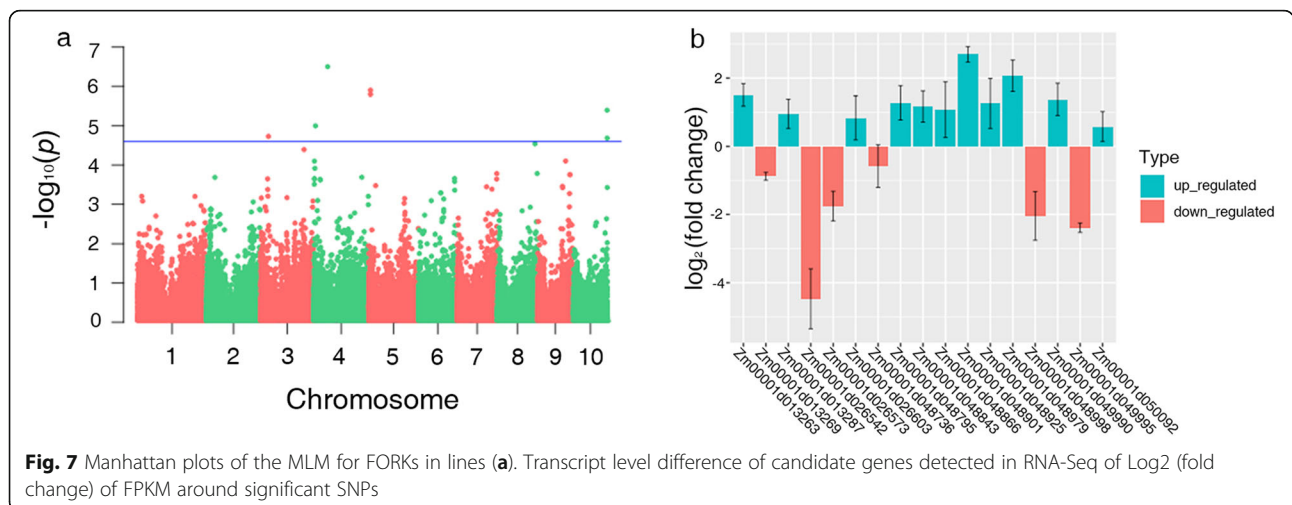 a
7
6
5
4
3
2
1
0
-log₁₀(p)
1 2 3 4 5 6 7 8 9 10
Chromosome
b
2
0
-2
-4
log₂(fold change)
Type
up_regulated
down_regulated
Zm00001d013263
Zm00001d013269
Zm00001d013287
Zm00001d026542
Zm00001d026573
Zm00001d026603
Zm00001d048736
Zm00001d048795
Zm00001d048843
Zm00001d048866
Zm00001d048901
Zm00001d048925
Zm00001d048979
Zm00001d048998
Zm00001d049990
Zm00001d049995
Zm00001d050092
Fig. 7 Manhattan plots of the MLM for FORKs in lines (a). Transcript level difference of candidate genes detected in RNA-Seq of Log2 (fold
change) of FPKM around significant SNPs